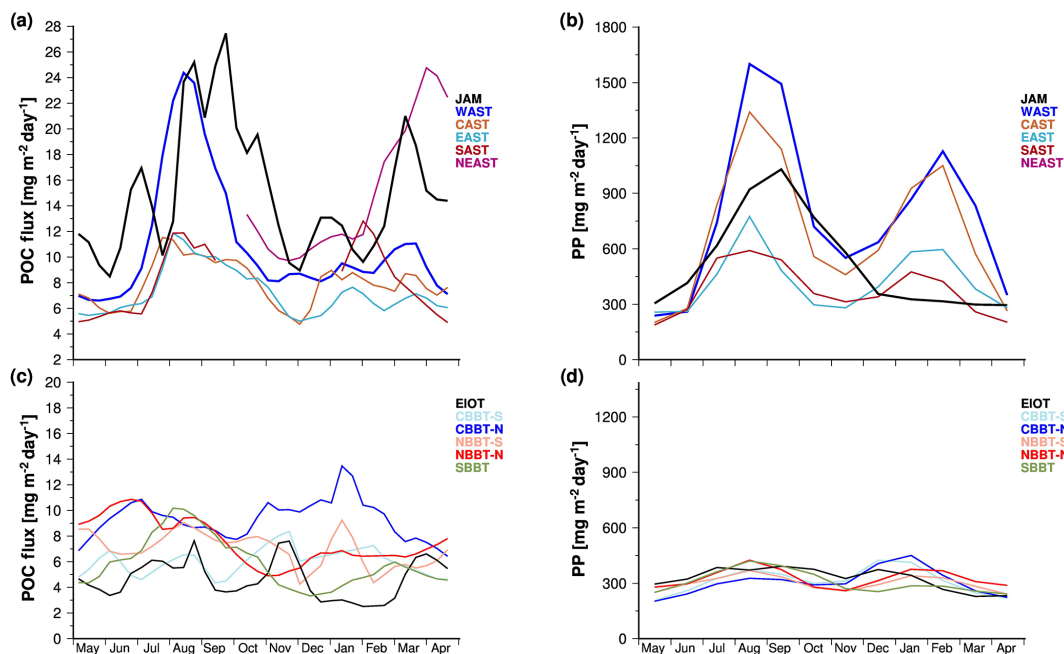 (a)
28
26
24
22
20
18
16
14
12
10
8
6
4
2
POC flux [mg m⁻² day⁻¹]
JAM
WAST
CAST
EAST
SAST
NEAST
(b)
1800
1500
1200
900
600
300
0
PP [mg m⁻² day⁻¹]
JAM
WAST
CAST
EAST
SAST
NEAST
(c)
20
18
16
14
12
10
8
6
4
2
0
POC flux [mg m⁻² day⁻¹]
EIOT
CBBT-S
CBBT-N
NBBT-S
NBBT-N
SBBT
May Jun Jul Aug Sep Oct Nov Dec Jan Feb Mar Apr
(d)
1200
900
600
300
0
PP [mg m⁻² day⁻¹]
EIOT
CBBT-S
CBBT-N
NBBT-S
NBBT-N
SBBT
May Jun Jul Aug Sep Oct Nov Dec Jan Feb Mar Apr